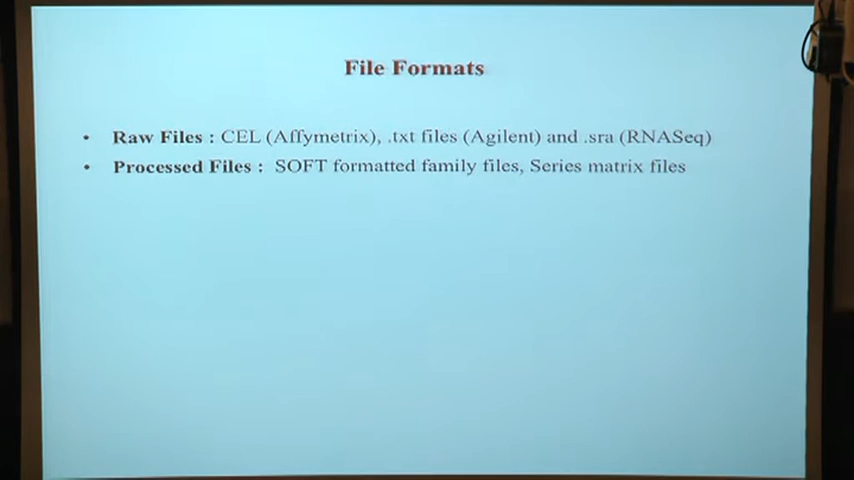 File Formats
• Raw Files : CEL (Affymetrix), .txt files (Agilent) and .sra (RNASeq)
• Processed Files : SOFT formatted family files, Series matrix files